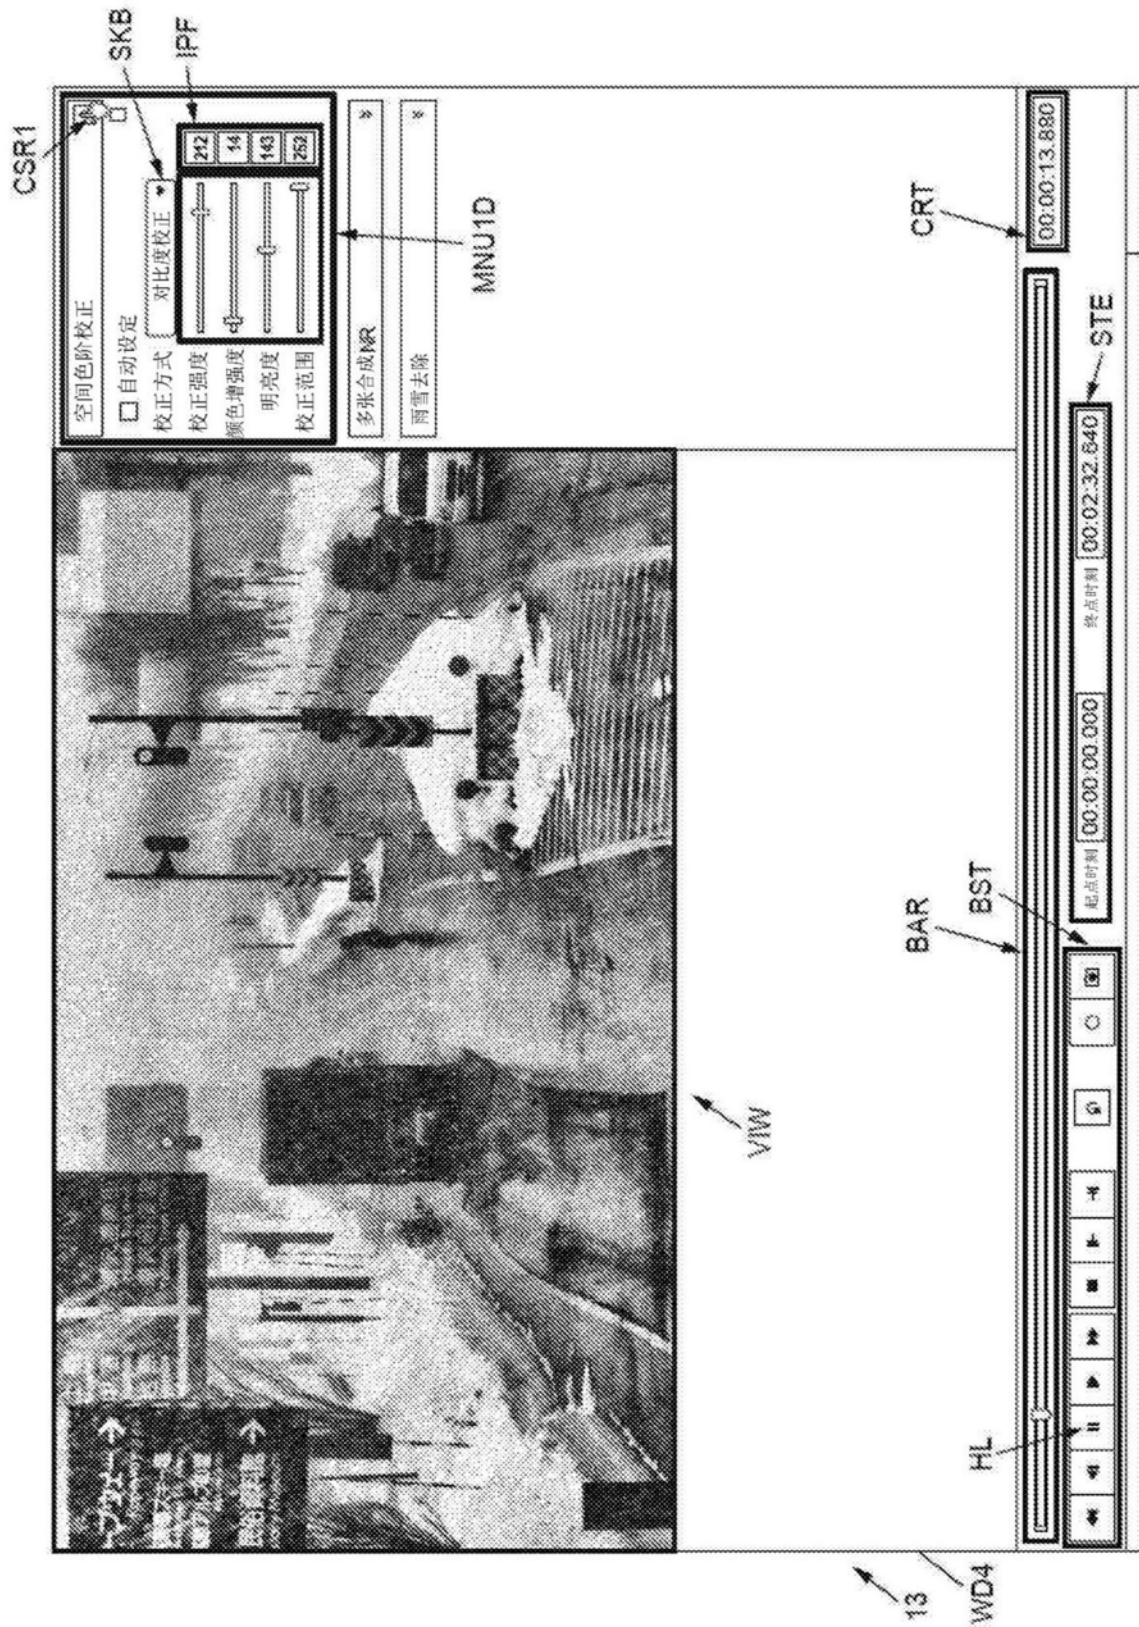 CSR1
SKB
IPF
空间色阶校正
自动设定
校正方式 对比度校正
校正强度 212
颜色增强度 14
明亮度 143
校正范围 252
多张合成NR
雨雪去除
MNU1D
VIW
BAR
CRT
00:00:13.880
HL
BST
STE
起点时刻 00:00:00.000 终点时刻 00:02:32.640
13
WD4